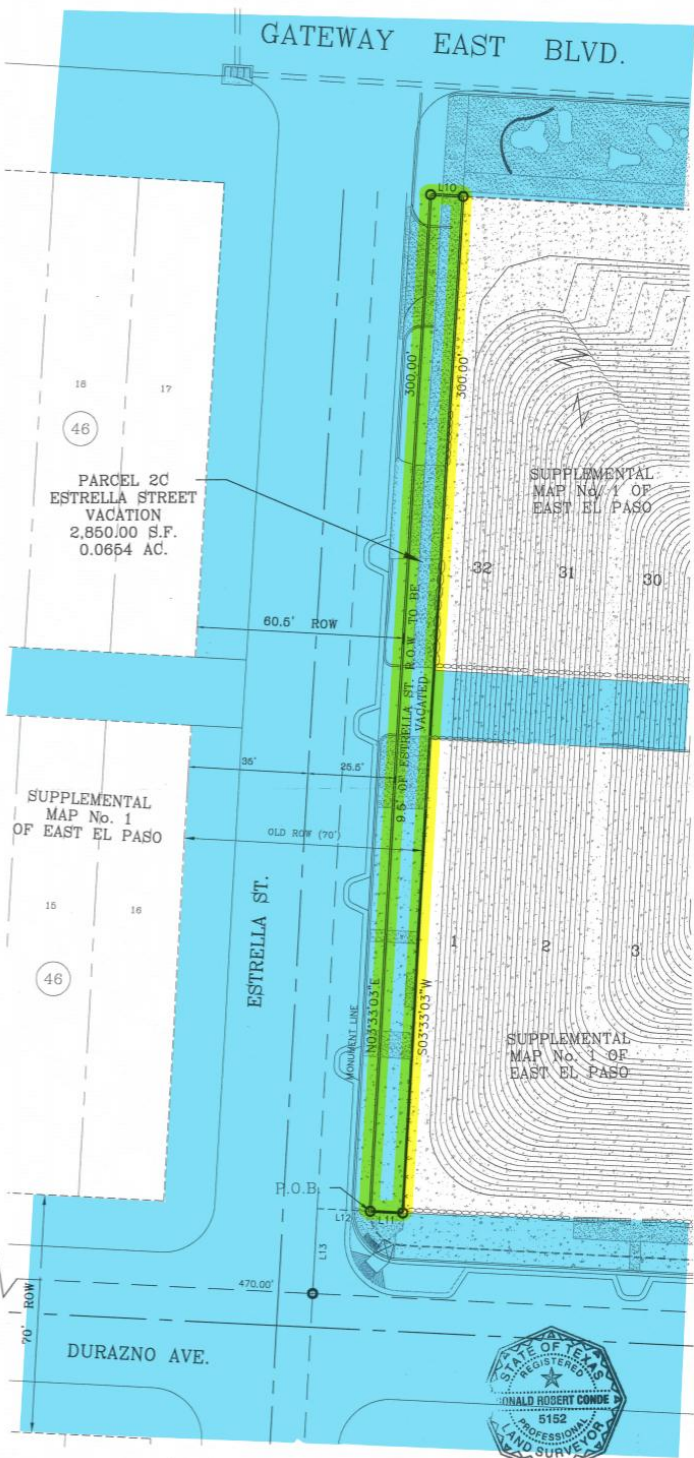 GATEWAY EAST BLVD.
L10
300.00'
300.00'
18
17
46
PARCEL 2C
ESTRELLA STREET
VACATION
2,850.00 S.F.
0.0654 AC.
SUPPLEMENTAL
MAP No. 1 OF
EAST EL PASO
32
31
30
60.5' ROW
9.5' OF ESTRELLA ST. R.O.W. TO BE
VACATED
35'
25.5'
OLD ROW (70')
SUPPLEMENTAL
MAP No. 1
OF EAST EL PASO
15
16
46
ESTRELLA ST.
1
2
3
MONUMENT LINE
N03°33'03"E
S03°33'03"W
SUPPLEMENTAL
MAP No. 1 OF
EAST EL PASO
P.O.B.
L12
L11
L13
470.00'
70' ROW
DURAZNO AVE.
STATE OF TEXAS
REGISTERED
RONALD ROBERT CONDE
5152
PROFESSIONAL
LAND SURVEYOR